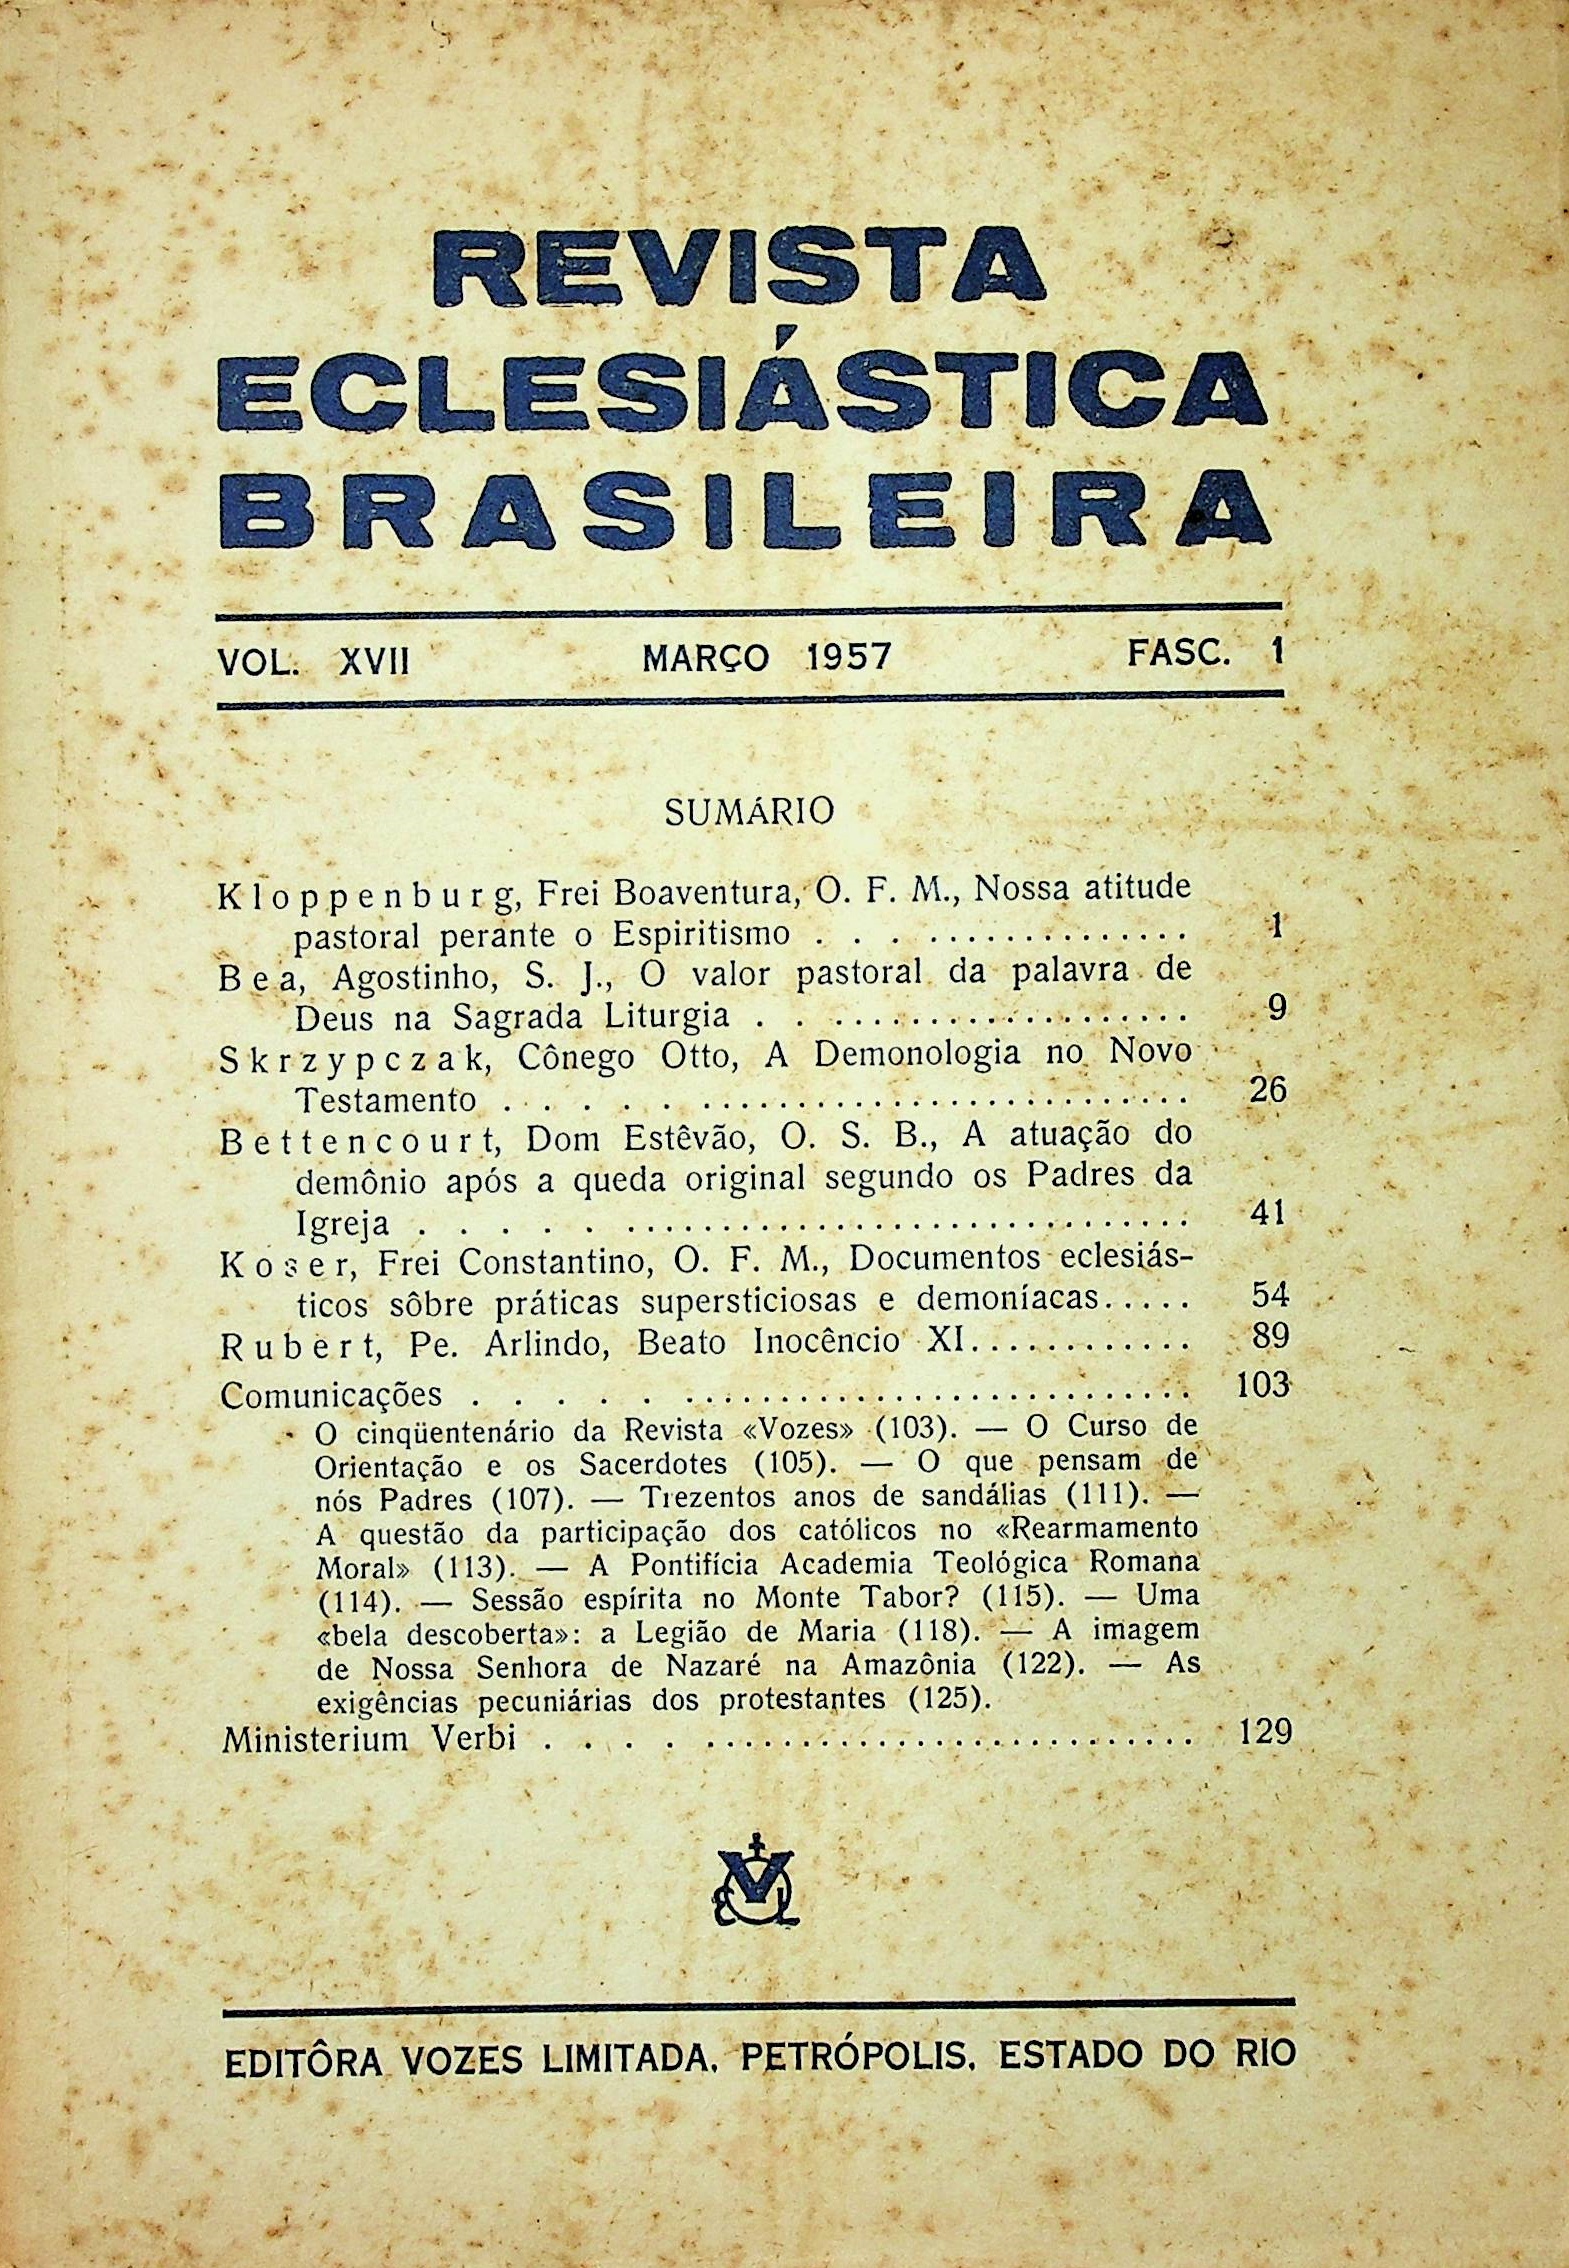 REVISTA
ECLESIÁSTICA
BRASILEIRA
VOL. XVII MARÇO 1957 FASC. 1
SUMÁRIO
Kloppenburg, Frei Boaventura, O. F. M., Nossa atitude
pastoral perante o Espiritismo . . . .............. 1
Bea, Agostinho, S. J., O valor pastoral da palavra de
Deus na Sagrada Liturgia . . ................... 9
Skrzypczak, Cônego Otto, A Demonologia no Novo
Testamento . . . . . .......................... 26
Bettencourt, Dom Estêvão, O. S. B., A atuação do
demônio após a queda original segundo os Padres da
Igreja . . . . . .............................. 41
Koser, Frei Constantino, O. F. M., Documentos eclesiás-
ticos sôbre práticas supersticiosas e demoníacas..... 54
Rubert, Pe. Arlindo, Beato Inocêncio XI............ 89
Comunicações . . . . . .......................... 103
O cinqüentenário da Revista «Vozes» (103). — O Curso de
Orientação e os Sacerdotes (105). — O que pensam de
nós Padres (107). — Trezentos anos de sandálias (111). —
A questão da participação dos católicos no «Rearmamento
Moral» (113). — A Pontifícia Academia Teológica Romana
(114). — Sessão espírita no Monte Tabor? (115). — Uma
«bela descoberta»: a Legião de Maria (118). — A imagem
de Nossa Senhora de Nazaré na Amazônia (122). — As
exigências pecuniárias dos protestantes (125).
Ministerium Verbi . . . . .......................... 129
EVL
EDITÔRA VOZES LIMITADA, PETRÓPOLIS, ESTADO DO RIO